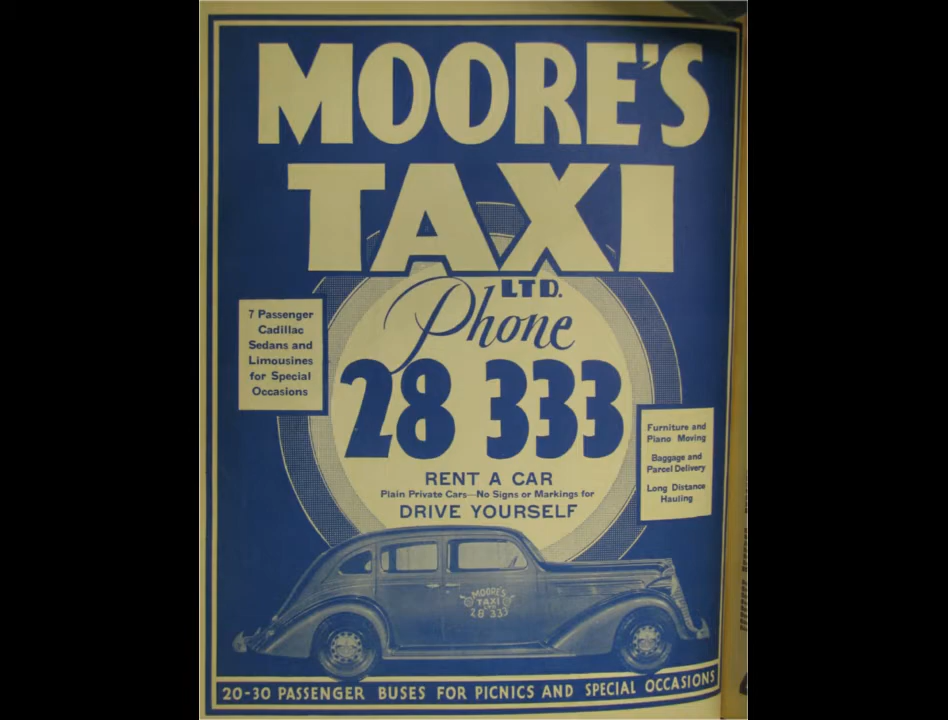 MOORE'S
TAXI
LTD.
Phone
28 333
7 Passenger
Cadillac
Sedans and
Limousines
for Special
Occasions
Furniture and
Piano Moving
Baggage and
Parcel Delivery
Long Distance
Hauling
RENT A CAR
Plain Private Cars—No Signs or Markings for
DRIVE YOURSELF
MOORE'S
TAXI
LTD
28 333
20-30 PASSENGER BUSES FOR PICNICS AND SPECIAL OCCASIONS